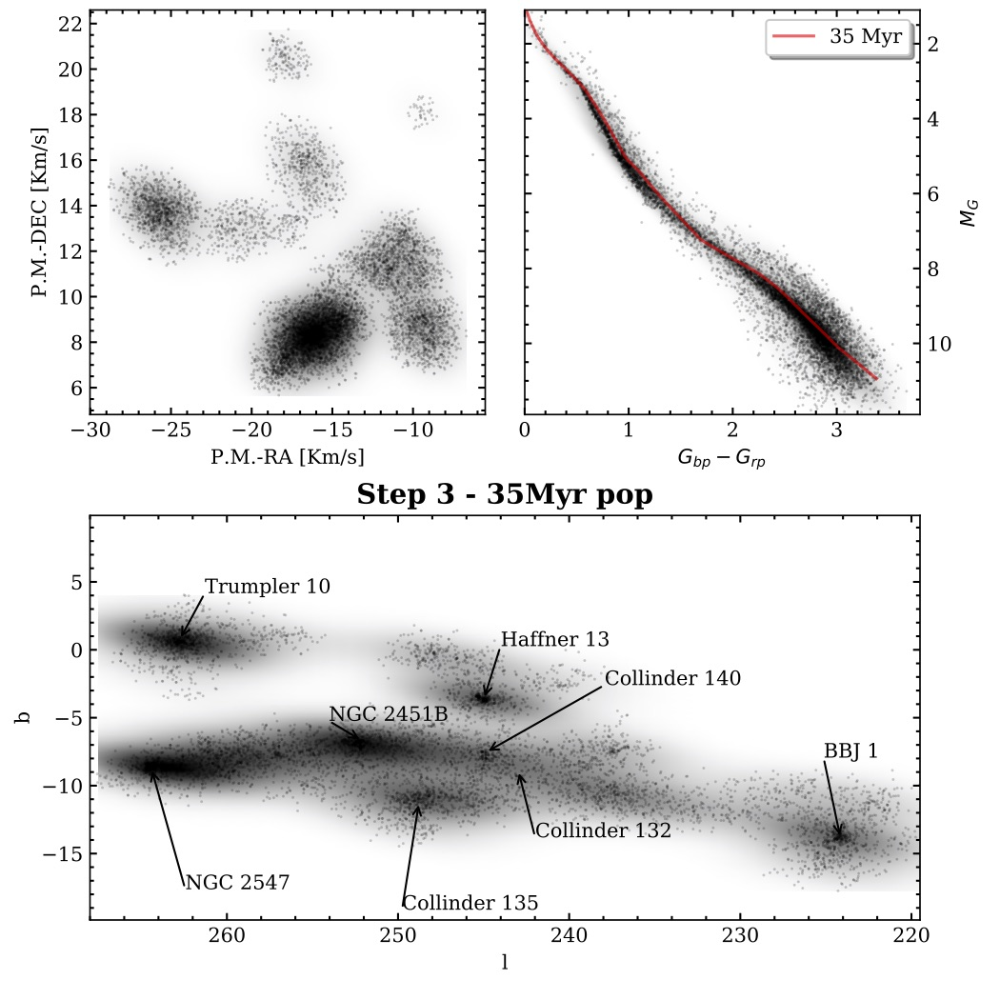 22
20
18
16
14
12
10
8
6
P.M.-DEC [Km/s]
−30
−25
−20
−15
−10
P.M.-RA [Km/s]
35 Myr
2
4
6
8
10
M_G
0
1
2
3
G_bp − G_rp
Step 3 - 35Myr pop
5
0
−5
−10
−15
b
Trumpler 10
Haffner 13
Collinder 140
NGC 2451B
BBJ 1
Collinder 132
NGC 2547
Collinder 135
260
250
240
230
220
l